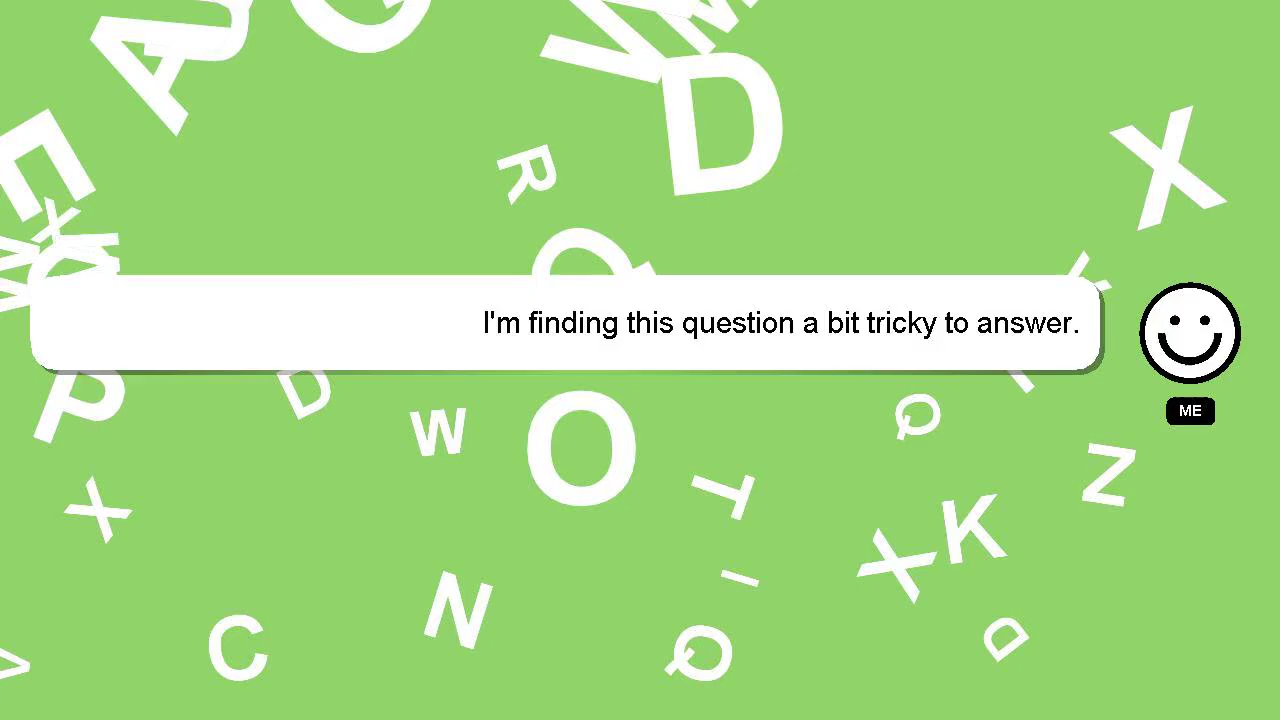 A
G
W
M
D
E
R
X
X
I'm finding this question a bit tricky to answer.
ME
P
D
W
O
Q
T
N
X
K
X
I
N
C
Q
D
V